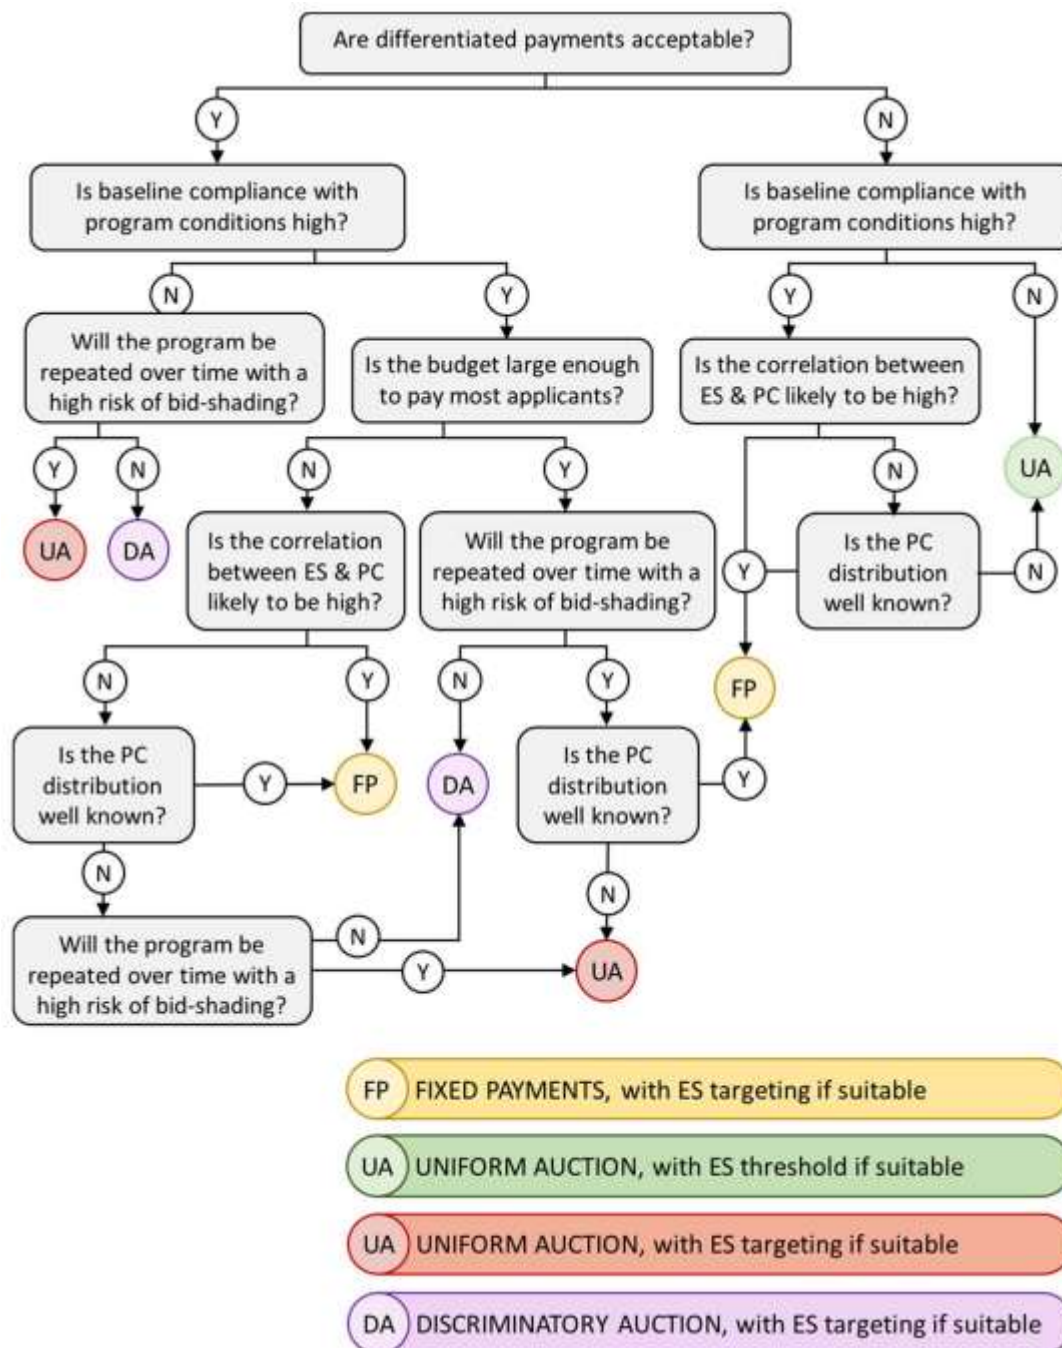 Are differentiated payments acceptable?
Y
N
Is baseline compliance with
program conditions high?
Is baseline compliance with
program conditions high?
N
Y
Y
N
Will the program be
repeated over time with a
high risk of bid-shading?
Is the budget large enough
to pay most applicants?
Is the correlation between
ES & PC likely to be high?
Y
N
N
Y
N
UA
UA
DA
Is the correlation
between ES & PC
likely to be high?
Will the program be
repeated over time with a
high risk of bid-shading?
Y
Is the PC
distribution
well known?
N
N
Y
N
Y
FP
Is the PC
distribution
well known?
Y
FP
DA
Is the PC
distribution
well known?
Y
N
N
Will the program be
repeated over time with a
high risk of bid-shading?
N
Y
UA
FP FIXED PAYMENTS, with ES targeting if suitable
UA UNIFORM AUCTION, with ES threshold if suitable
UA UNIFORM AUCTION, with ES targeting if suitable
DA DISCRIMINATORY AUCTION, with ES targeting if suitable